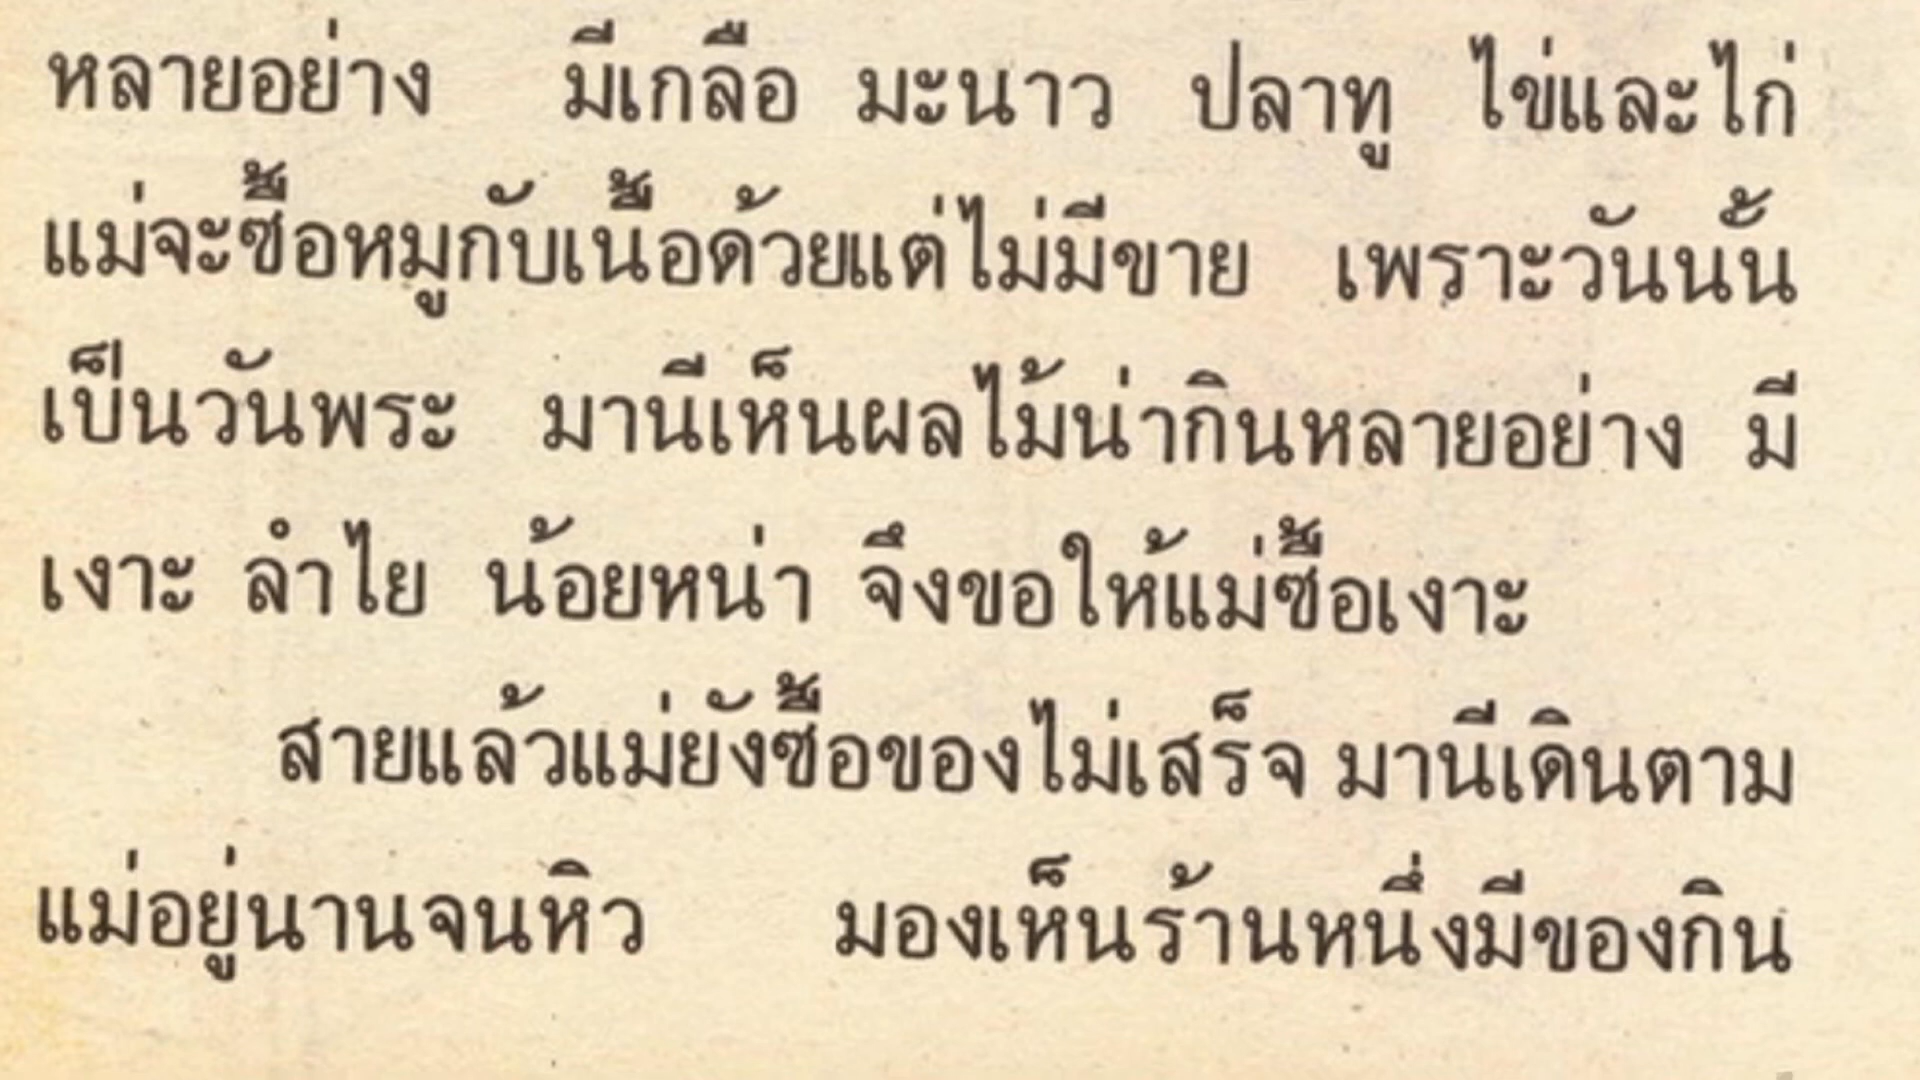 หลายอย่าง มีเกลือ มะนาว ปลาทู ไข่และไก่
แม่จะซื้อหมูกับเนื้อด้วยแต่ไม่มีขาย เพราะวันนั้น
เป็นวันพระ มานีเห็นผลไม้น่ากินหลายอย่าง มี
เงาะ ลำไย น้อยหน่า จึงขอให้แม่ซื้อเงาะ
สายแล้วแม่ยังซื้อของไม่เสร็จ มานีเดินตาม
แม่อยู่นานจนหิว มองเห็นร้านหนึ่งมีของกิน